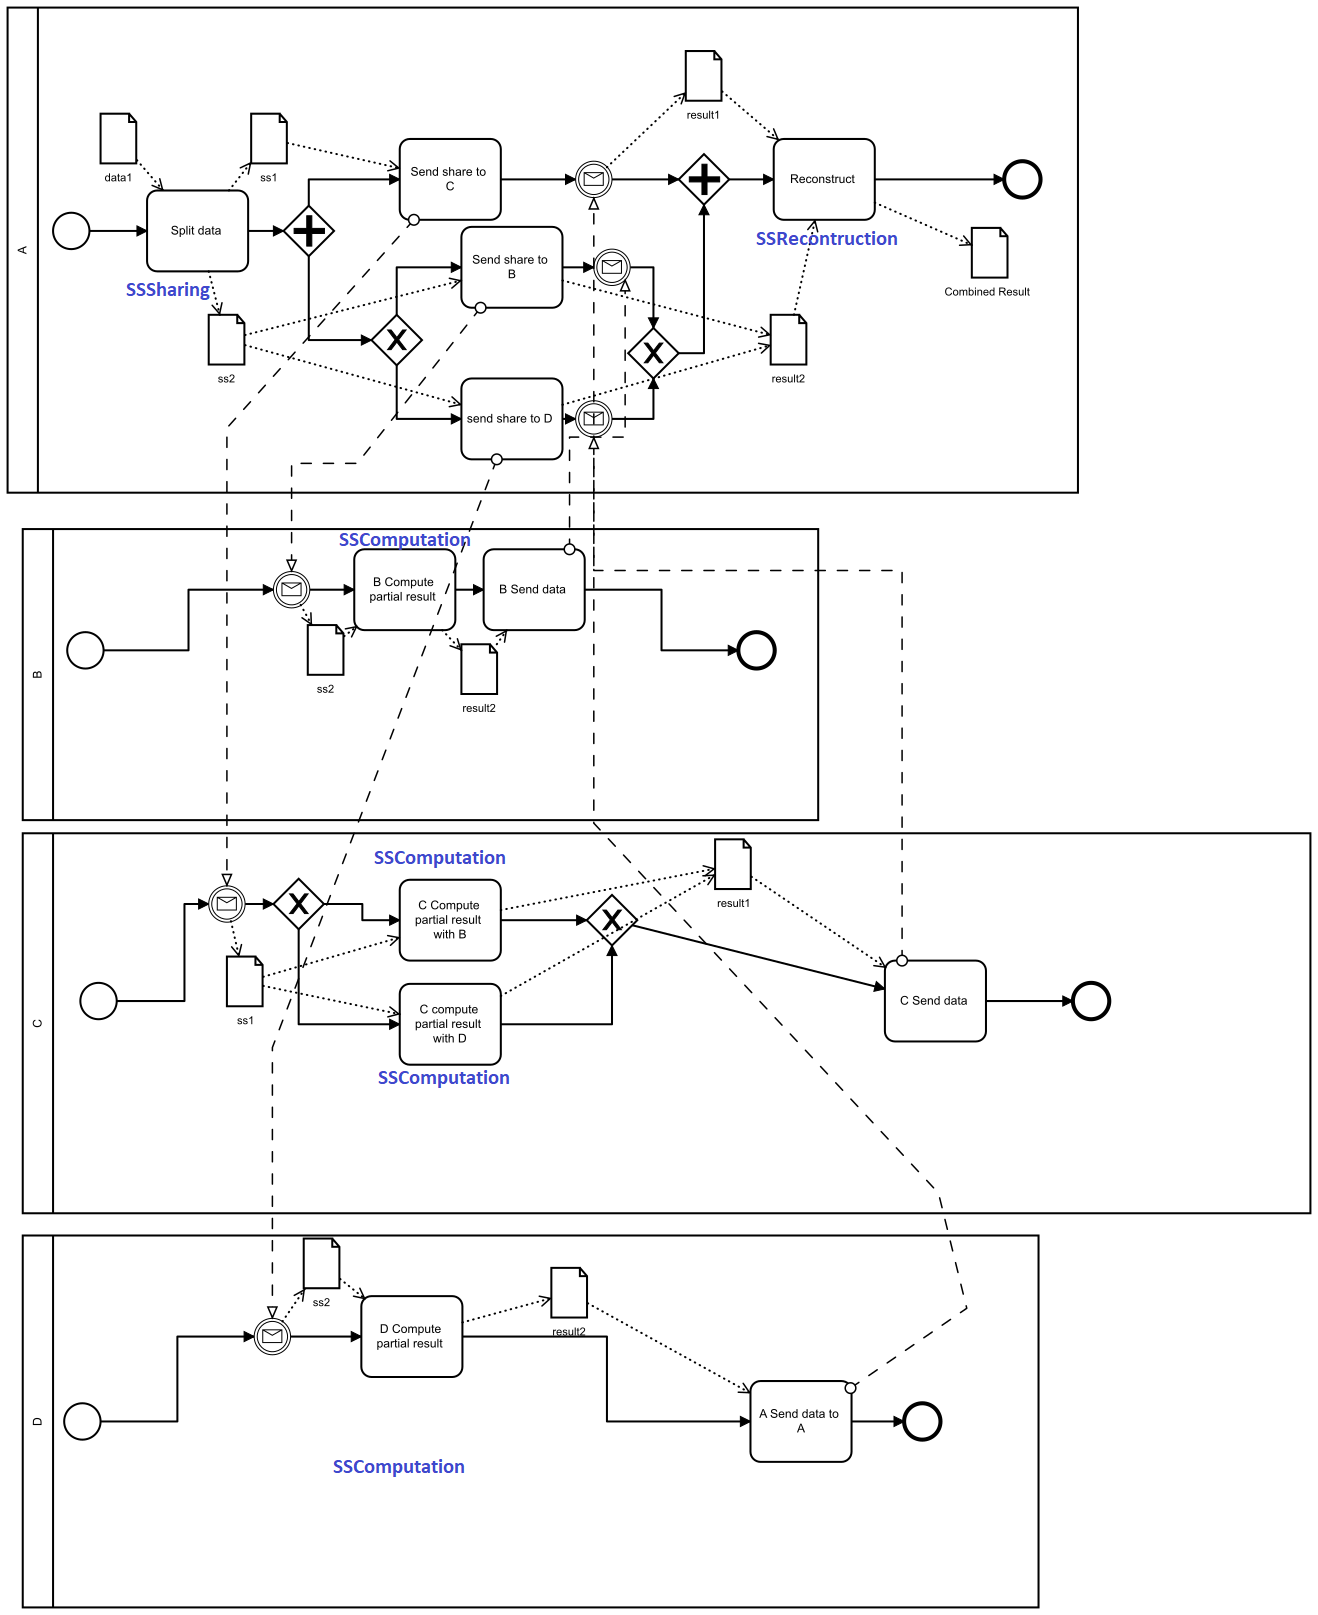 A
data1
ss1
result1
Send share to
C
Reconstruct
Split data
SSSharing
SSRecontruction
Send share to
B
Combined Result
ss2
result2
send share to D
B
SSComputation
B Compute
partial result
B Send data
ss2
result2
C
SSComputation
C Compute
partial result
with B
result1
ss1
C compute
partial result
with D
C Send data
SSComputation
D
ss2
D Compute
partial result
result2
A Send data to
A
SSComputation